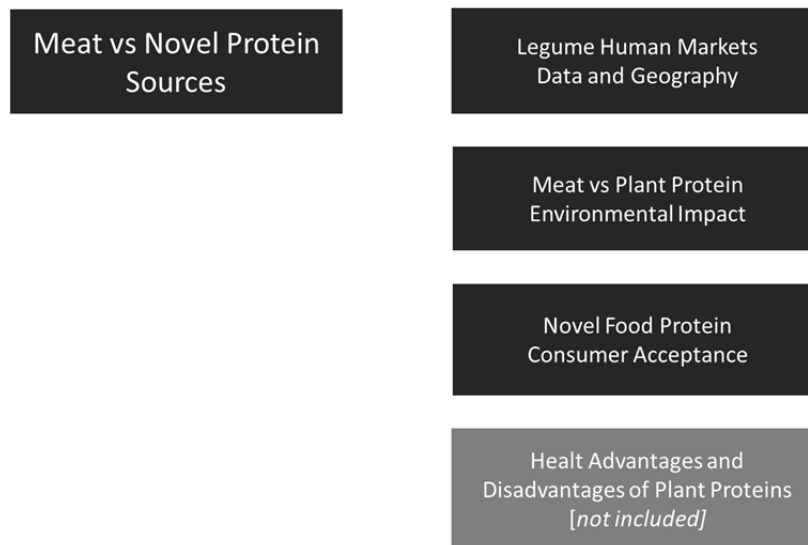 Meat vs Novel Protein
Sources
Legume Human Markets
Data and Geography
Meat vs Plant Protein
Environmental Impact
Novel Food Protein
Consumer Acceptance
Healt Advantages and
Disadvantages of Plant Proteins
[not included]